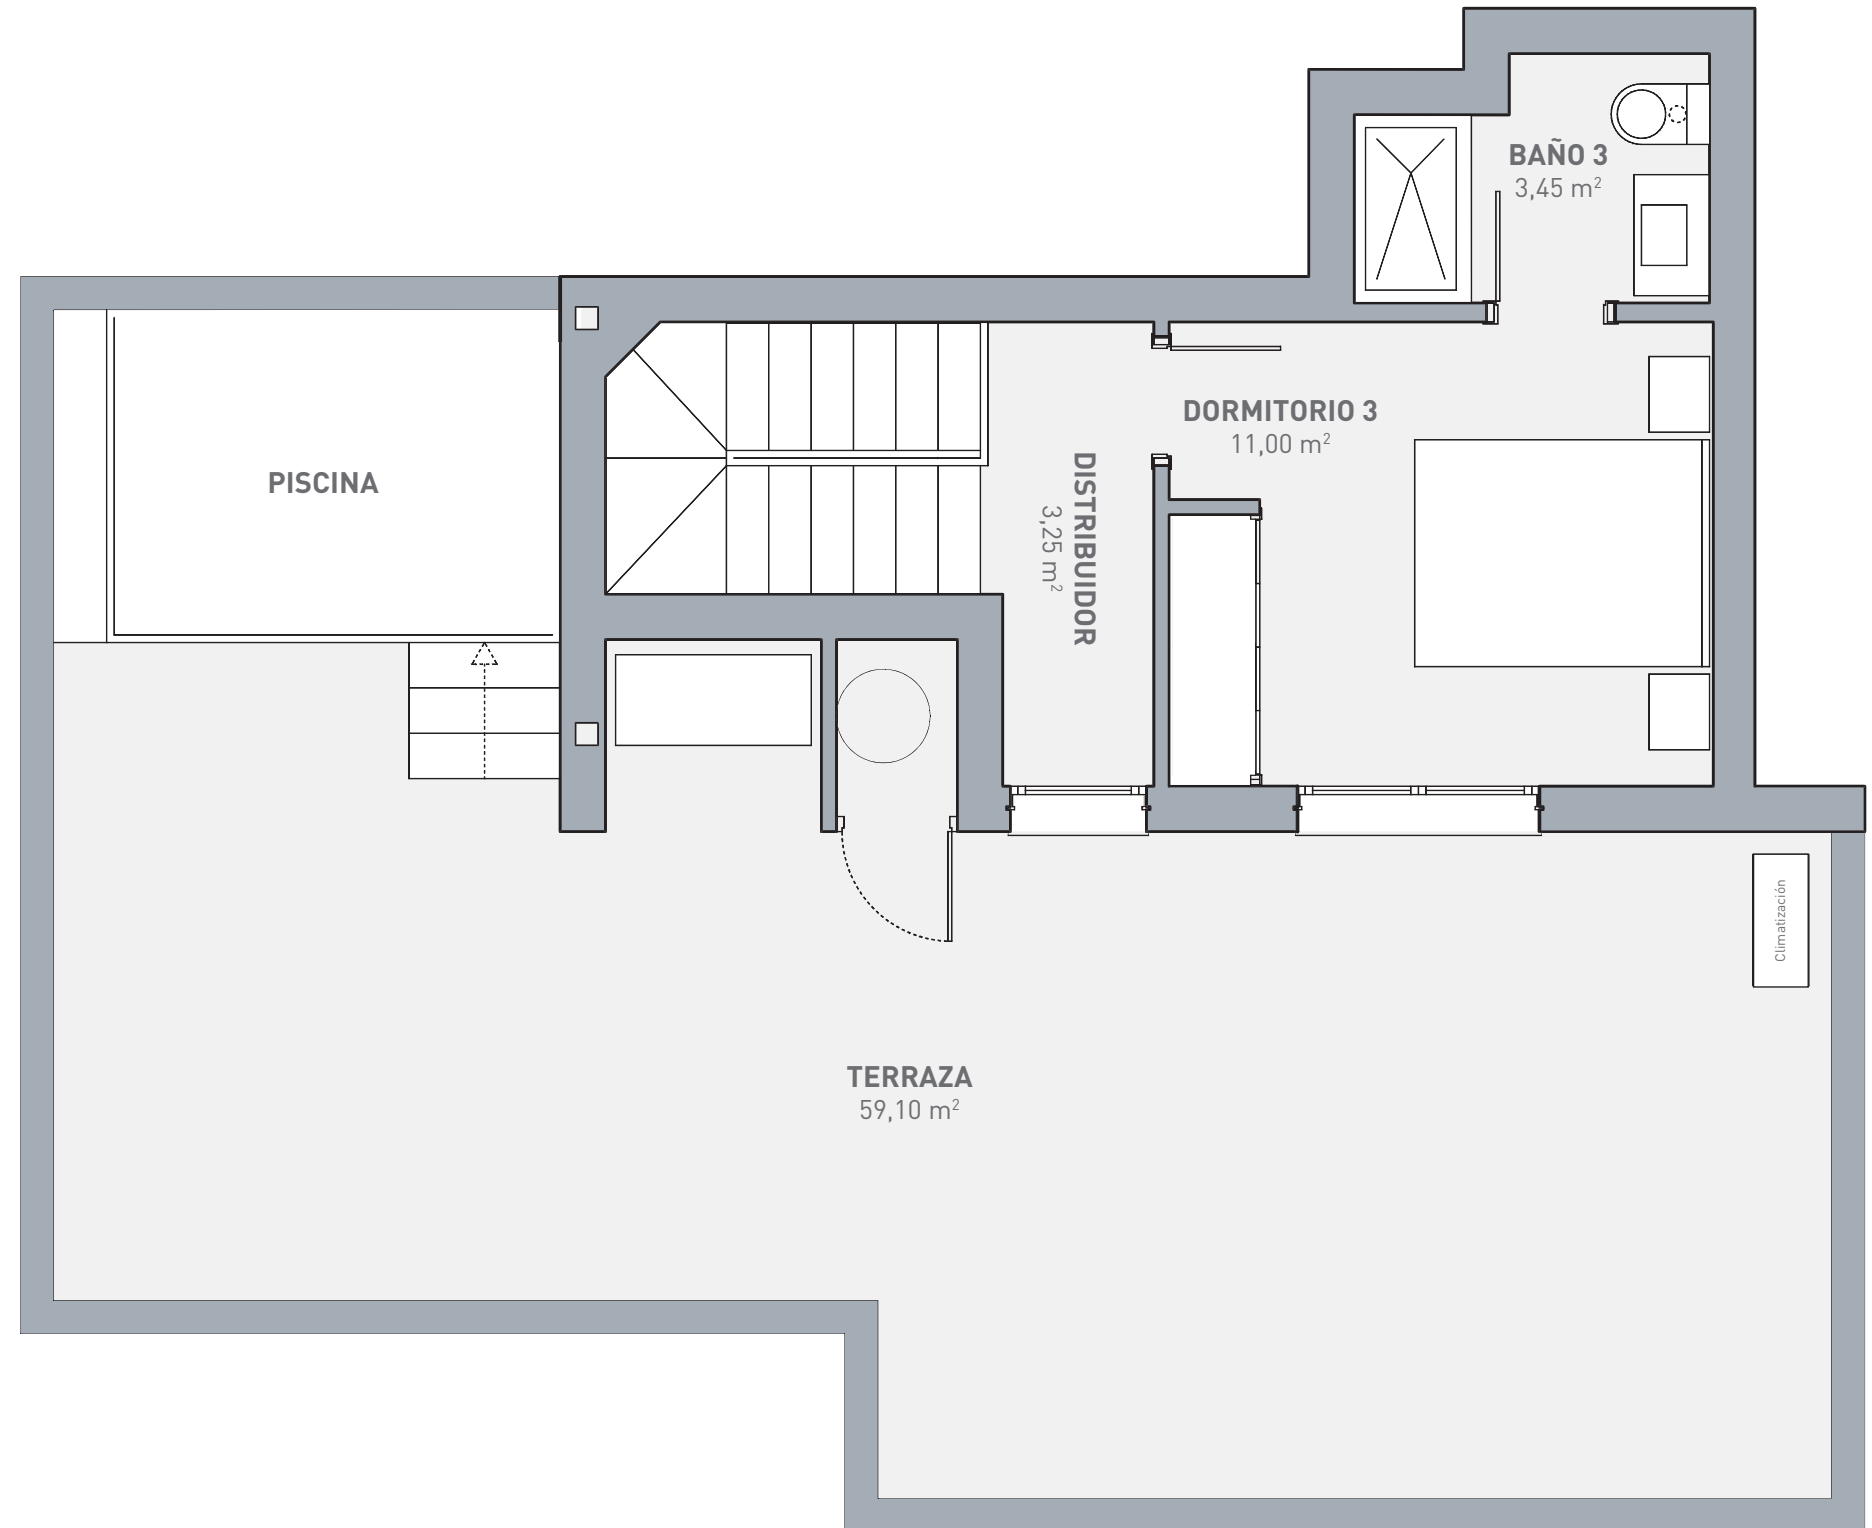 BAÑO 3
3,45 m²
DORMITORIO 3
11,00 m²
PISCINA
DISTRIBUIDOR
3,25 m²
Climatización
TERRAZA
59,10 m²